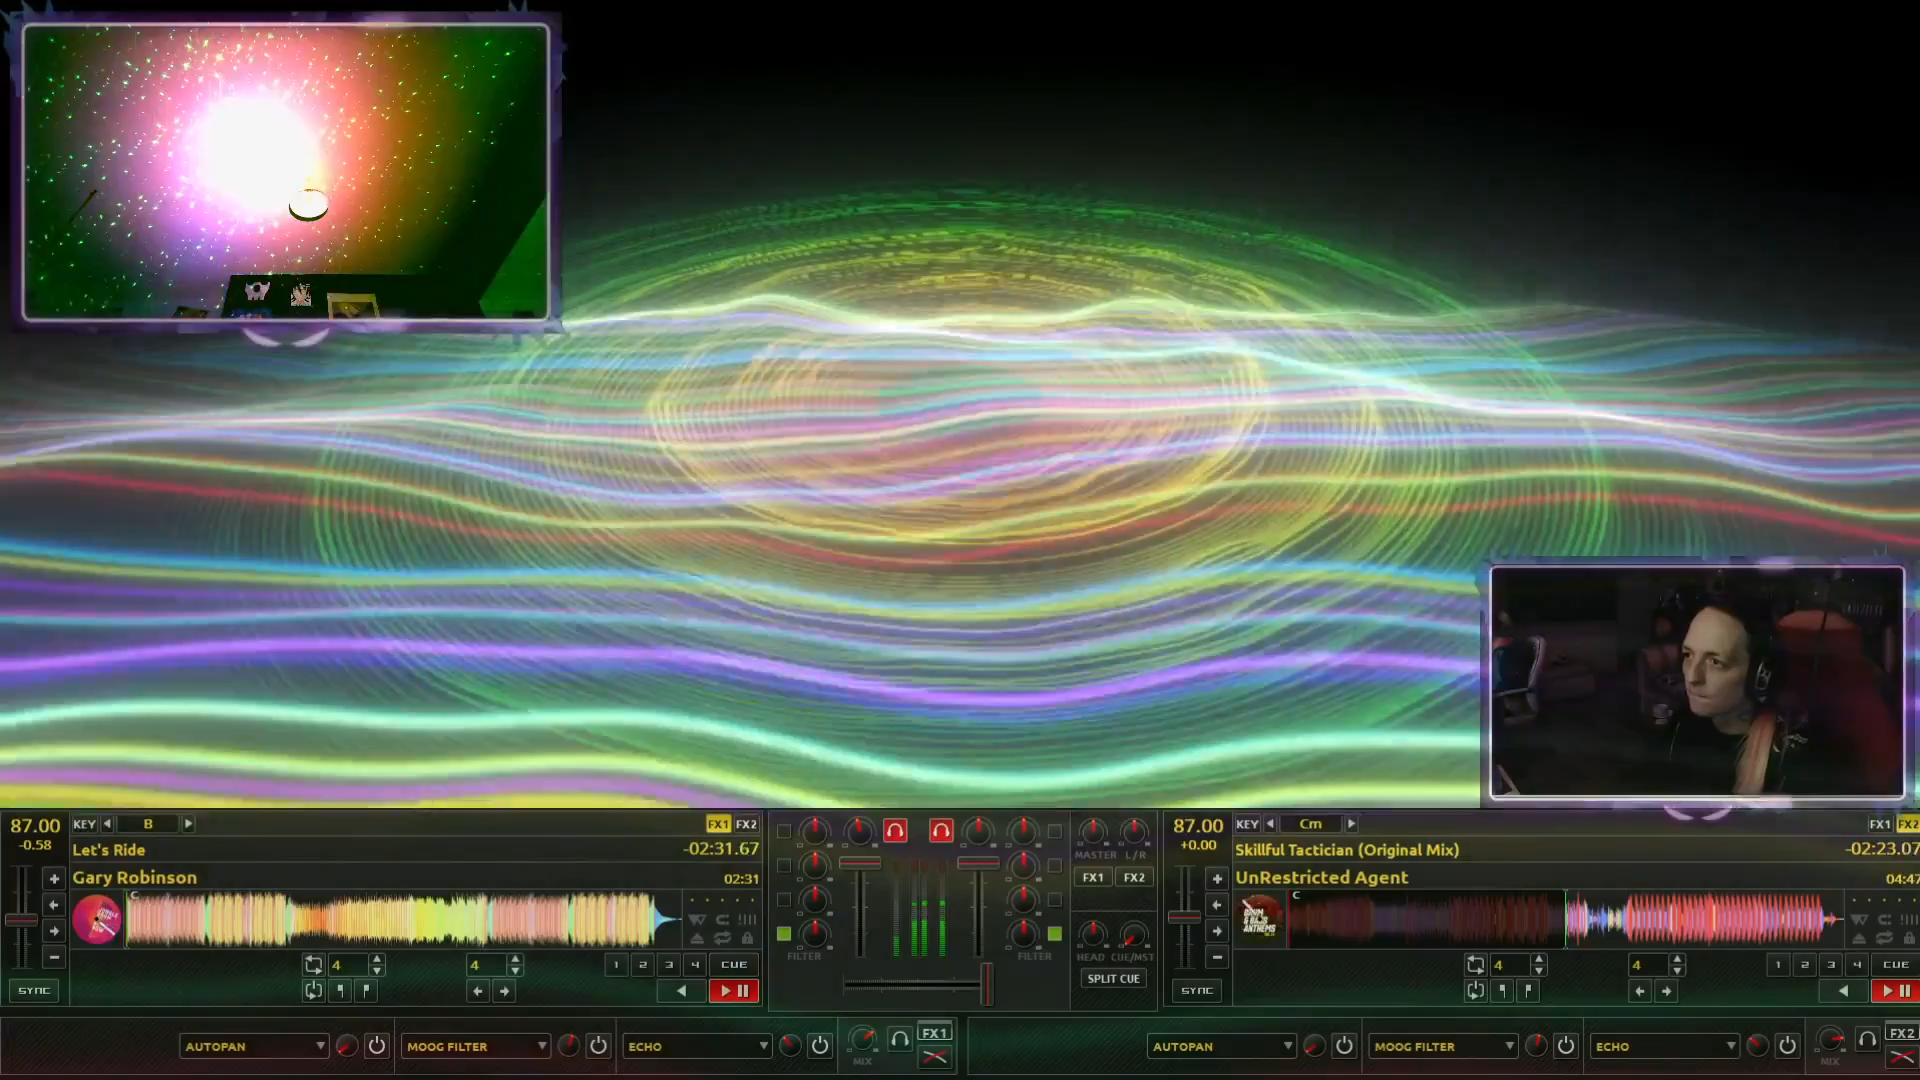 87.00
-0.58
KEY
B
FX1 FX2
Let's Ride
-02:31.67
Gary Robinson
02:31
C
4
4
1 2 3 4 CUE
SYNC
FILTER
FILTER
MASTER L/R
FX1 FX2
HEAD CUE/MST
SPLIT CUE
87.00
+0.00
KEY
Cm
FX1 FX2
Skillful Tactician (Original Mix)
-02:23.07
UnRestricted Agent
04:47
DRUM
& BASS
ANTHEMS
C
4
4
1 2 3 4 CUE
SYNC
AUTOPAN
MOOG FILTER
ECHO
MIX
FX1
AUTOPAN
MOOG FILTER
ECHO
MIX
FX2